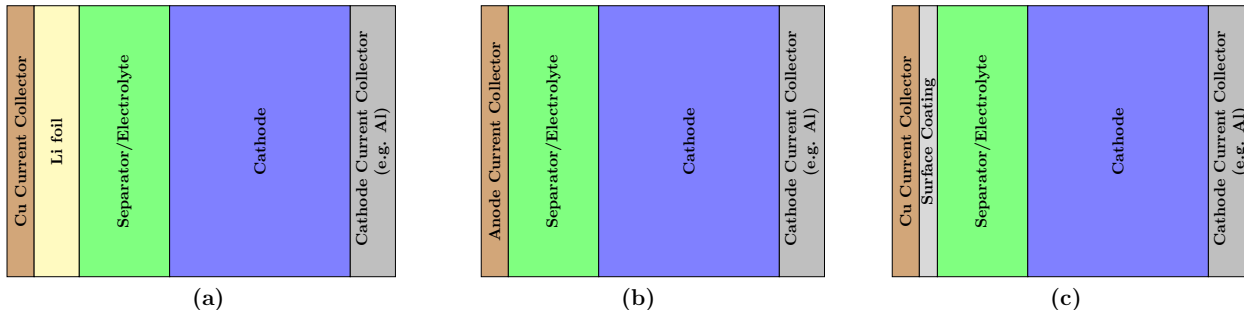 Cu Current Collector
Li foil
Separator/Electrolyte
Cathode
Cathode Current Collector
(e.g. Al)
(a)
Anode Current Collector
Separator/Electrolyte
Cathode
Cathode Current Collector
(e.g. Al)
(b)
Cu Current Collector
Surface Coating
Separator/Electrolyte
Cathode
Cathode Current Collector
(e.g. Al)
(c)